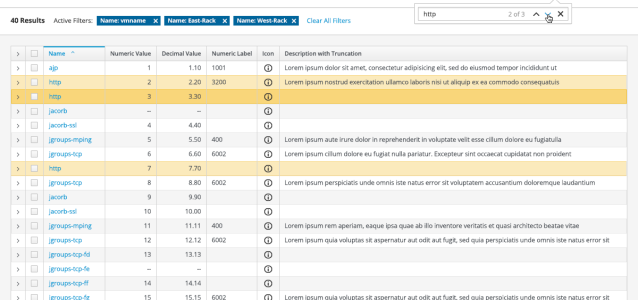 http 2 of 3
40 Results Active Filters: Name: vmname × Name: East-Rack × Name: West-Rack × Clear All Filters
Name Numeric Value Decimal Value Numeric Label Icon Description with Truncation
ajp 1 1.10 1001 Lorem ipsum dolor sit amet, consectetur adipisicing elit, sed do eiusmod tempor incididunt ut
http 2 2.20 3200 Lorem ipsum nostrud exercitation ullamco laboris nisi ut aliquip ex ea commodo consequatuis
http 3 3.30
jacorb -- --
jacorb-ssl 4 4.40
jgroups-mping 5 5.50 400 Lorem ipsum aute irure dolor in reprehenderit in voluptate velit esse cillum dolore eu fugiatulla
jgroups-tcp 6 6.60 6002 Lorem ipsum cillum dolore eu fugiat nulla pariatur. Excepteur sint occaecat cupidatat non proident
http 7 7.70
jgroups-tcp 8 8.80 6002 Lorem ipsum perspiciatis unde omnis iste natus error sit voluptatem accusantium doloremque laudantium
jacorb 9 9.90
jacorb-ssl 10 10.00
jgroups-mping 11 11.11 400 Lorem ipsum rem aperiam, eaque ipsa quae ab illo inventore veritatis et quasi architecto beatae vitae
jgroups-tcp 12 12.12 6002 Lorem ipsum quia voluptas sit aspernatur aut odit aut fugit, sed quia perspiciatis unde omnis iste natus error sit
jgroups-tcp-fd 13 13.13
jgroups-tcp-fe -- --
jgroups-tcp-ff 14 14.14
jgroups-tcp-fg 15 15.15 6002 Lorem ipsum quia voluptas sit aspernatur aut odit aut fugit, sed quia perspiciatis unde omnis iste natus error sit